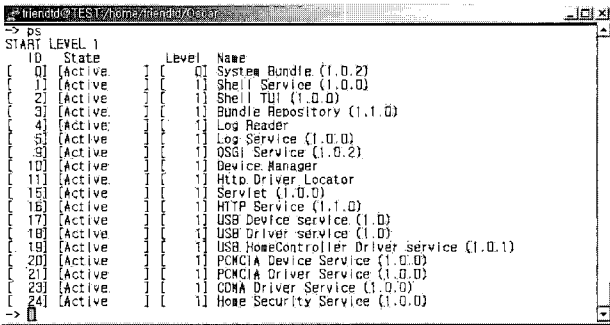 friendtd@TEST:/home/friendtd/Oscar
-> ps
START LEVEL 1
ID State Level Name
[ 0] [Active ] [ 0] System Bundle (1.0.2)
[ 1] [Active ] [ 1] Shell Service (1.0.0)
[ 2] [Active ] [ 1] Shell TUI (1.0.0)
[ 3] [Active ] [ 1] Bundle Repository (1.1.0)
[ 4] [Active ] [ 1] Log Reader
[ 5] [Active ] [ 1] Log Service (1.0.0)
[ 9] [Active ] [ 1] OSGi Service (1.0.2)
[ 10] [Active ] [ 1] Device Manager
[ 11] [Active ] [ 1] Http Driver Locator
[ 15] [Active ] [ 1] Servlet (1.0.0)
[ 16] [Active ] [ 1] HTTP Service (1.1.0)
[ 17] [Active ] [ 1] USB Device service (1.0)
[ 18] [Active ] [ 1] USB Driver service (1.0)
[ 19] [Active ] [ 1] USB HomeController Driver service (1.0.1)
[ 20] [Active ] [ 1] PCMCIA Device Service (1.0.0)
[ 21] [Active ] [ 1] PCMCIA Driver Service (1.0.0)
[ 23] [Active ] [ 1] CDMA Driver Service (1.0.0)
[ 24] [Active ] [ 1] Home Security Service (1.0.0)
->